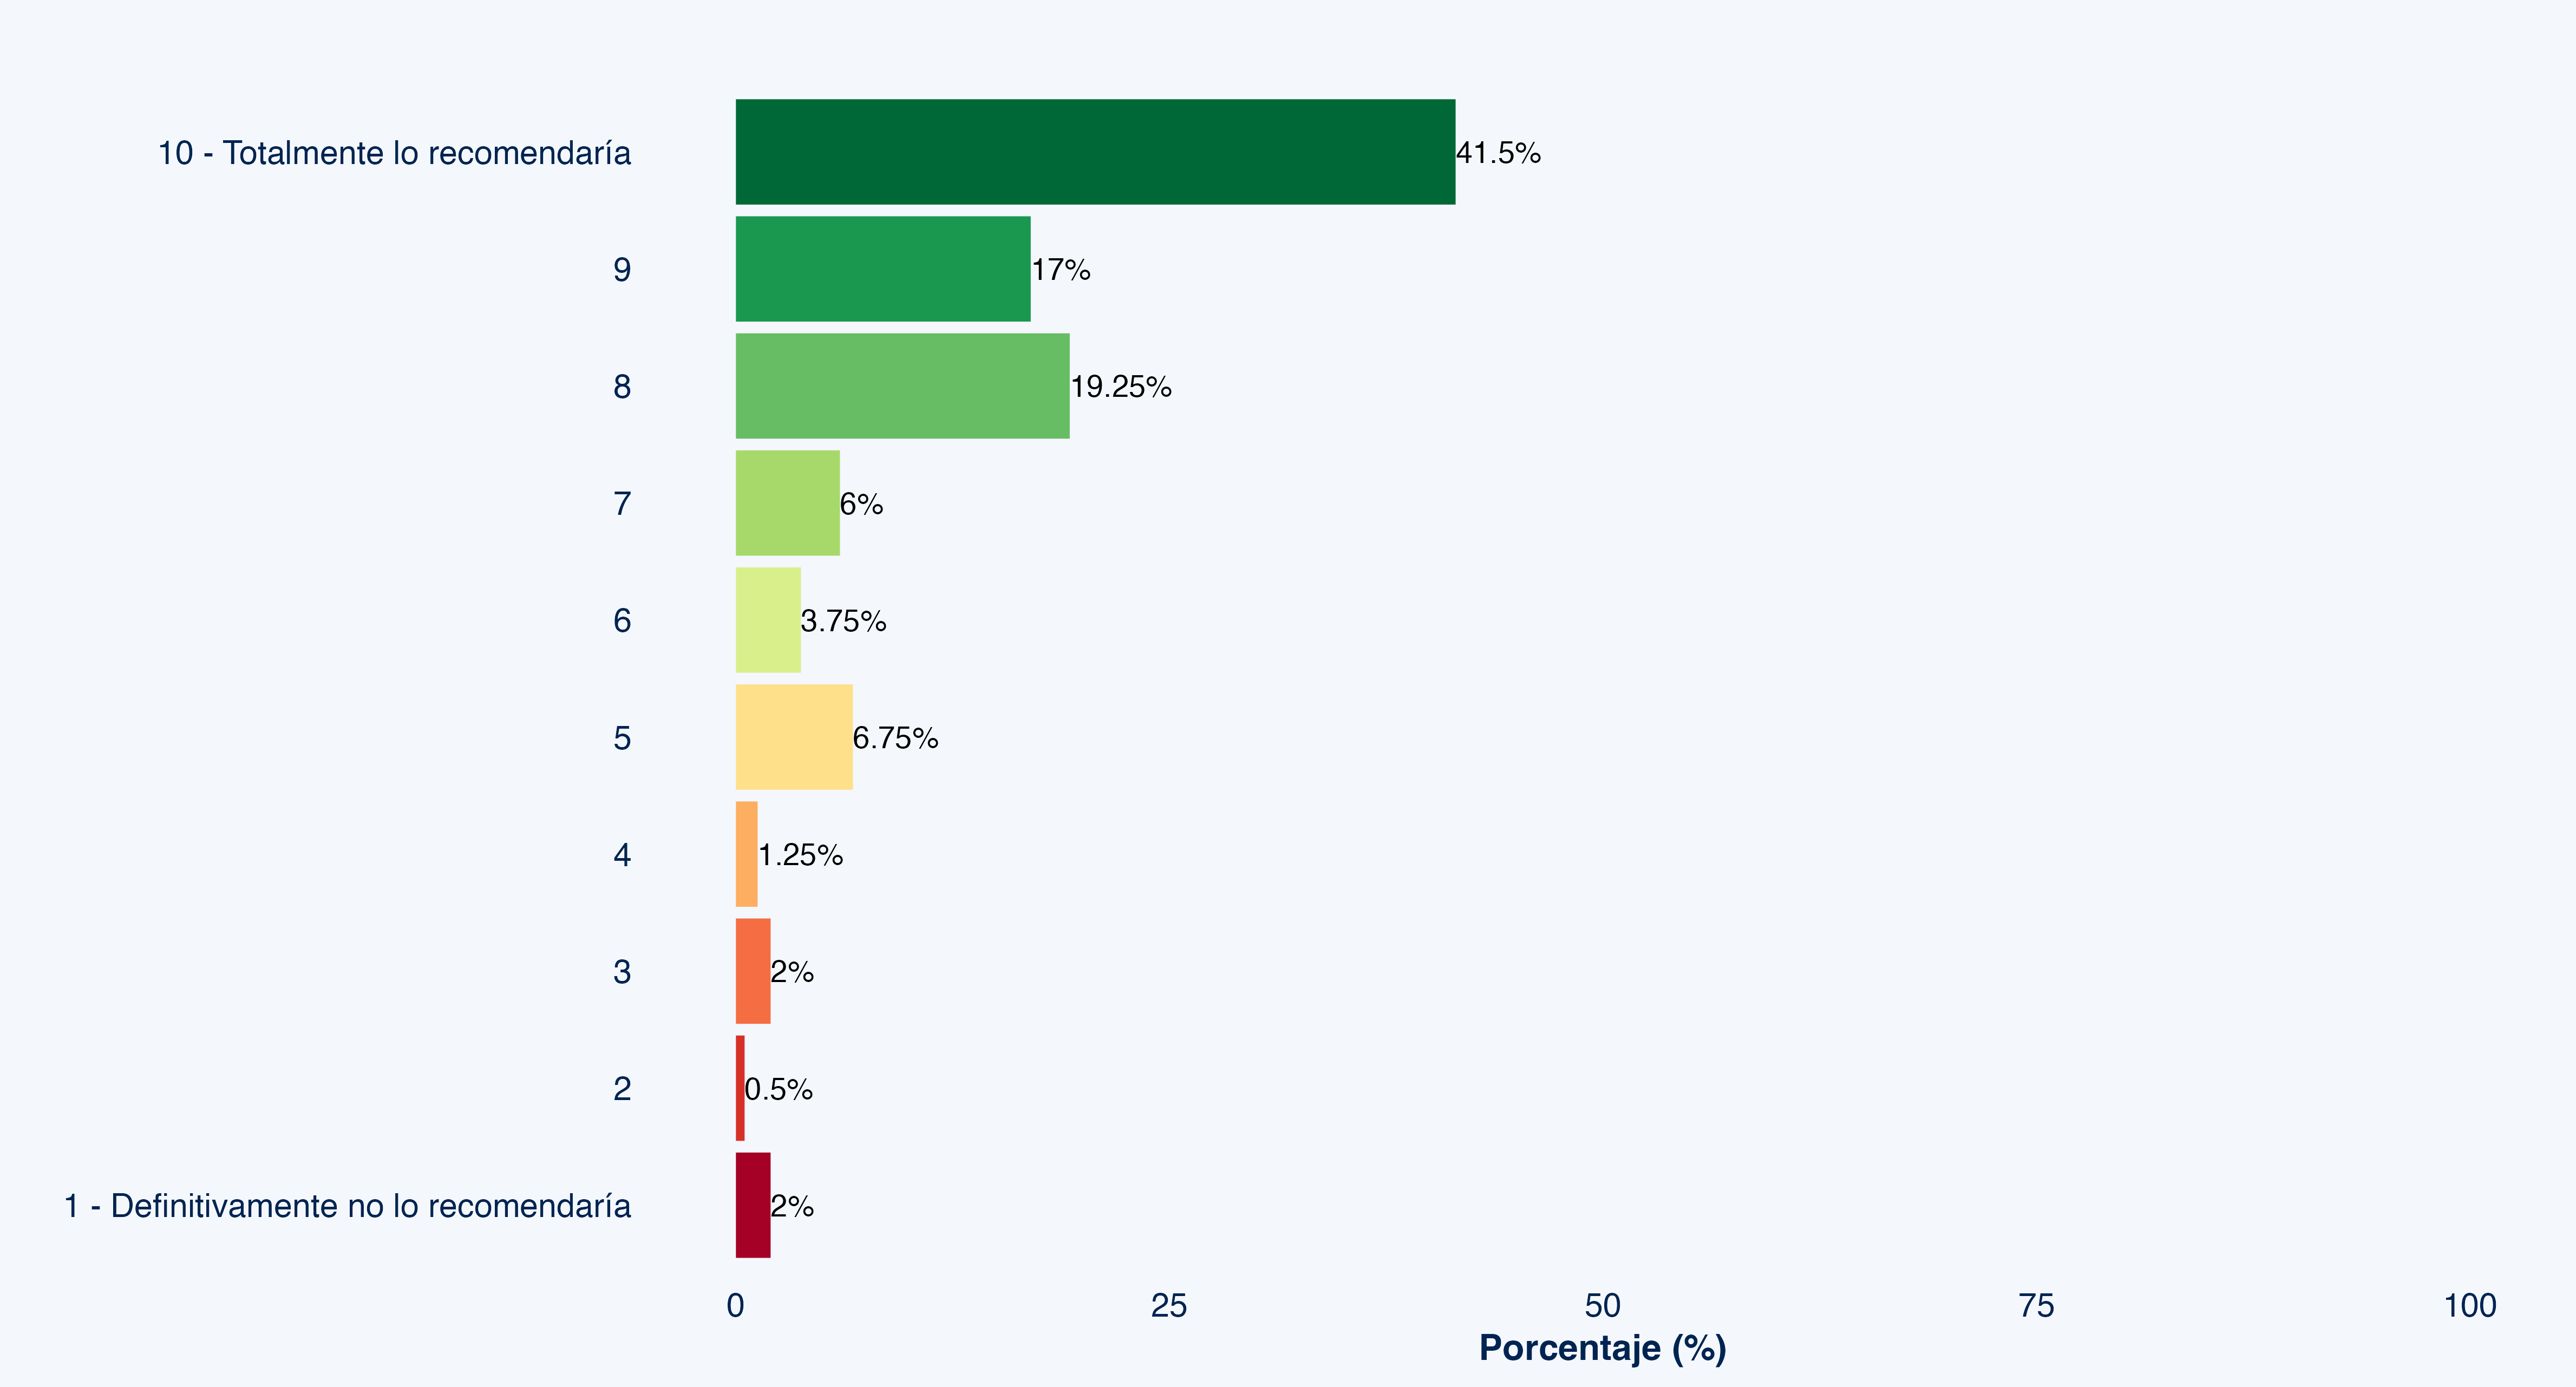 10 - Totalmente lo recomendaría 41.5%
9 17%
8 19.25%
7 6%
6 3.75%
5 6.75%
4 1.25%
3 2%
2 0.5%
1 - Definitivamente no lo recomendaría 2%
0 25 50 75 100
Porcentaje (%)